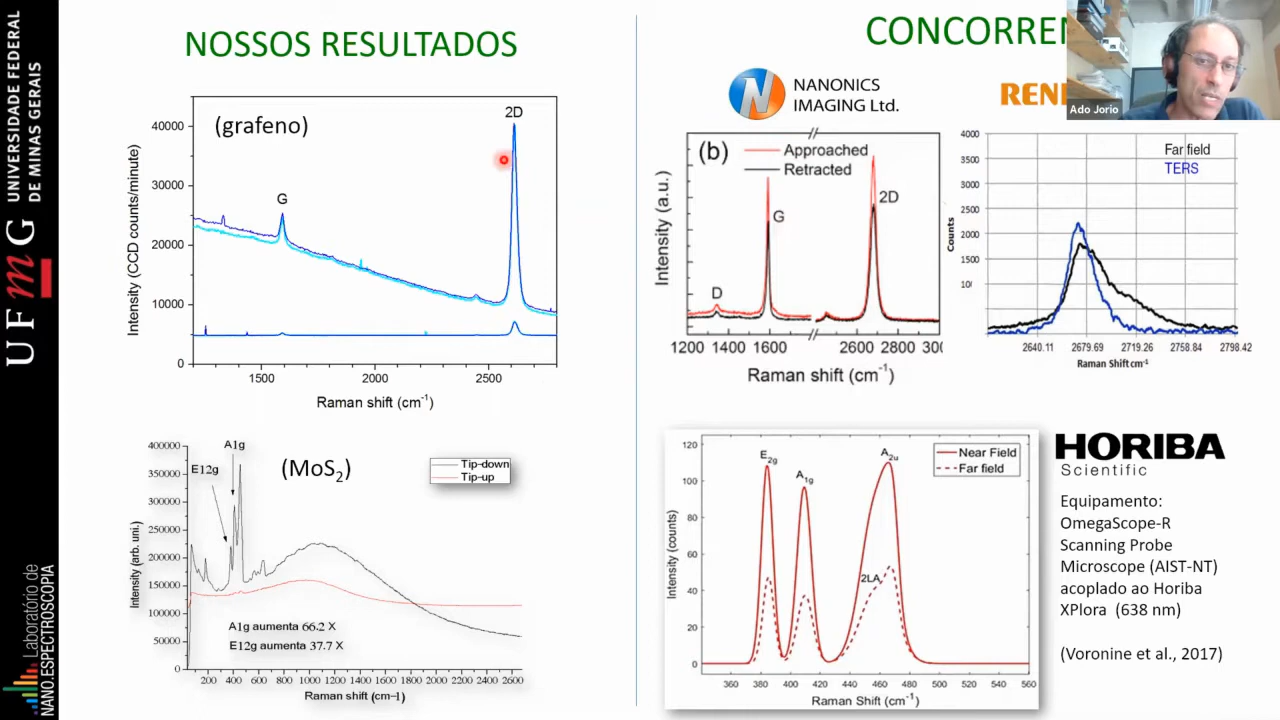 UNIVERSIDADE FEDERAL
DE MINAS GERAIS
UFmG
Laboratório de
NANO.ESPECTROSCOPIA
NOSSOS RESULTADOS
(grafeno)
2D
G
40000
30000
20000
10000
0
Intensity (CCD counts/minute)
1500
2000
2500
Raman shift (cm⁻¹)
400000
350000
300000
250000
200000
150000
100000
50000
0
Intensity (arb. uni.)
A1g
E12g
(MoS₂)
Tip-down
Tip-up
A1g aumenta 66.2 X
E12g aumenta 37.7 X
200 400 600 800 1000 1200 1400 1600 1800 2000 2200 2400 2600
Raman shift (cm–1)
CONCORREN
Ado Jorio
NANONICS
IMAGING Ltd.
(b)
Approached
Retracted
2D
G
D
Intensity (a.u.)
1200 1400 1600 2600 2800 300
Raman shift (cm⁻¹)
4000
3500
3000
2500
2000
1500
10
Far field
TERS
Counts
2640.11 2679.69 2719.26 2758.84 2798.42
Raman Shift cm⁻¹
120
100
80
60
40
20
0
Intensity (counts)
E₂g
A₁g
A₂u
2LA
Near Field
Far field
360 380 400 420 440 460 480 500 520 540 560
Raman Shift (cm⁻¹)
HORIBA
Scientific
Equipamento:
OmegaScope-R
Scanning Probe
Microscope (AIST-NT)
acoplado ao Horiba
XPlora (638 nm)
(Voronine et al., 2017)